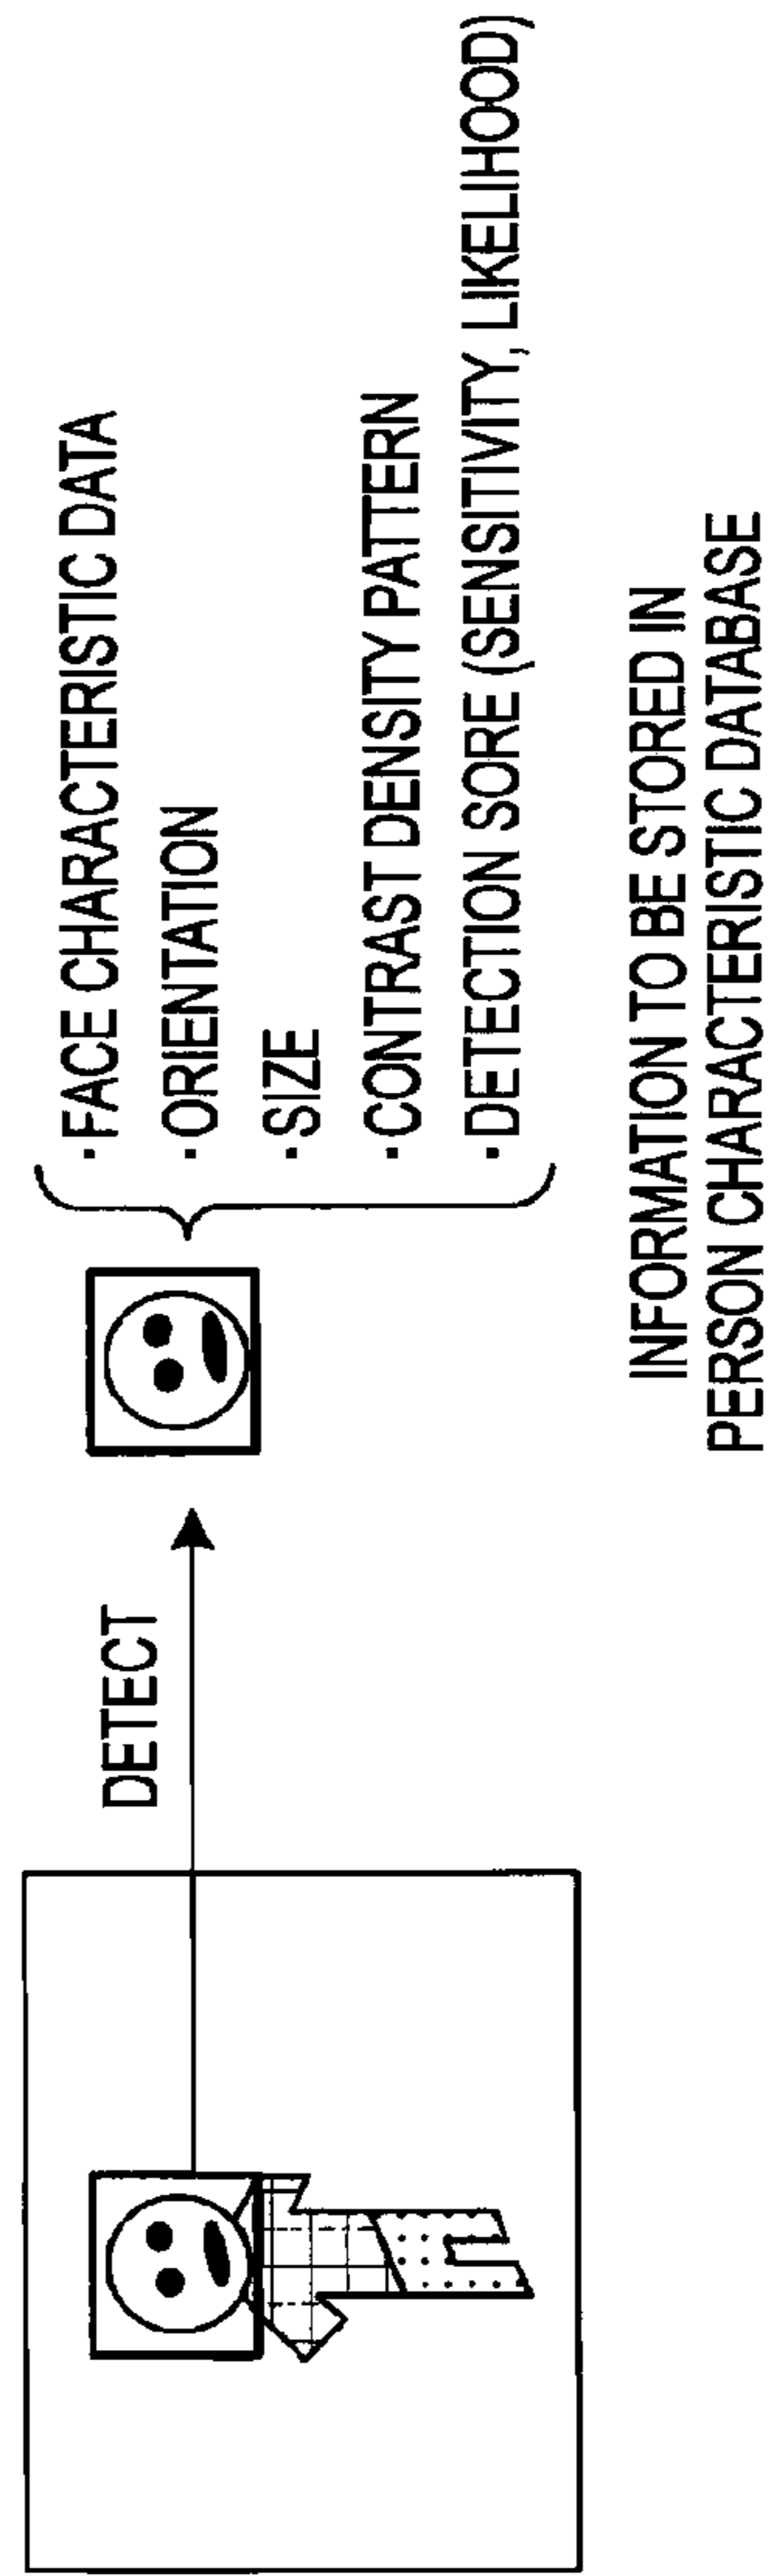 DETECT
· FACE CHARACTERISTIC DATA
· ORIENTATION
· SIZE
· CONTRAST DENSITY PATTERN
· DETECTION SORE (SENSITIVITY, LIKELIHOOD)
INFORMATION TO BE STORED IN
PERSON CHARACTERISTIC DATABASE